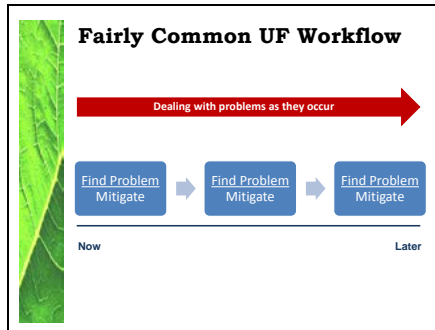 Fairly Common UF Workflow
Dealing with problems as they occur
Find Problem
Mitigate
Find Problem
Mitigate
Find Problem
Mitigate
Now
Later